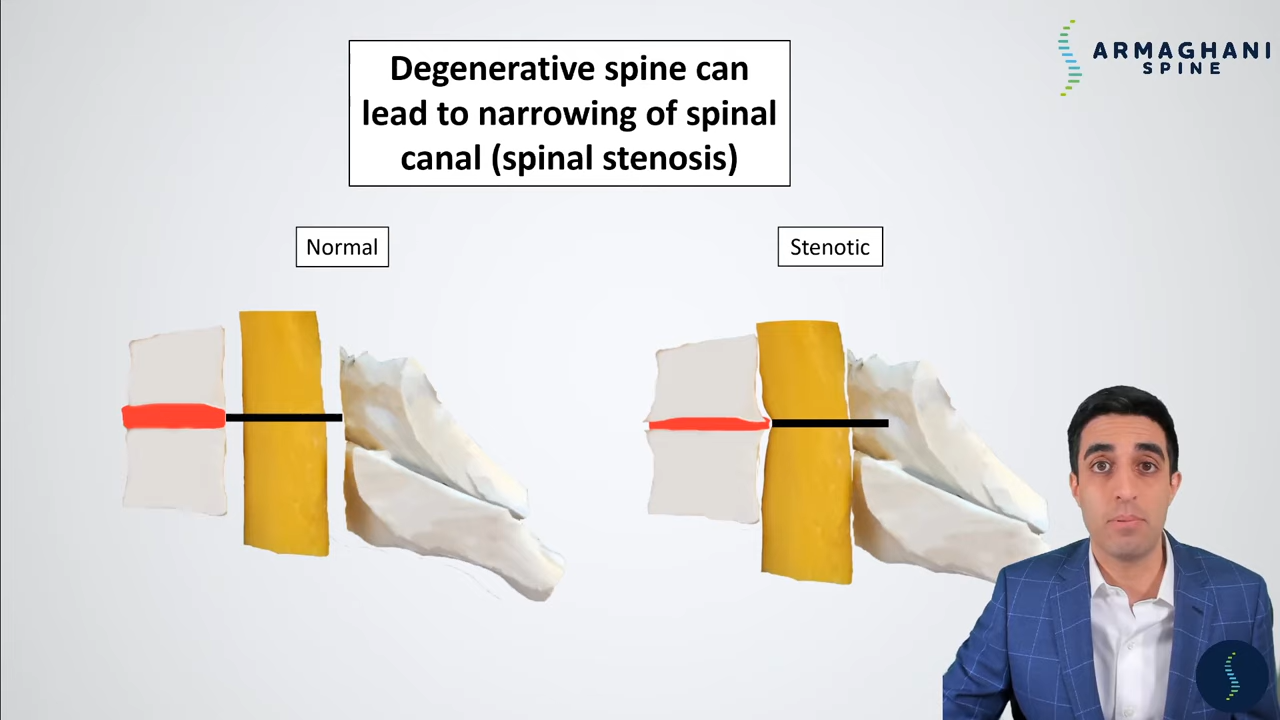 Degenerative spine can
lead to narrowing of spinal
canal (spinal stenosis)
ARMAGHANI
SPINE
Normal
Stenotic